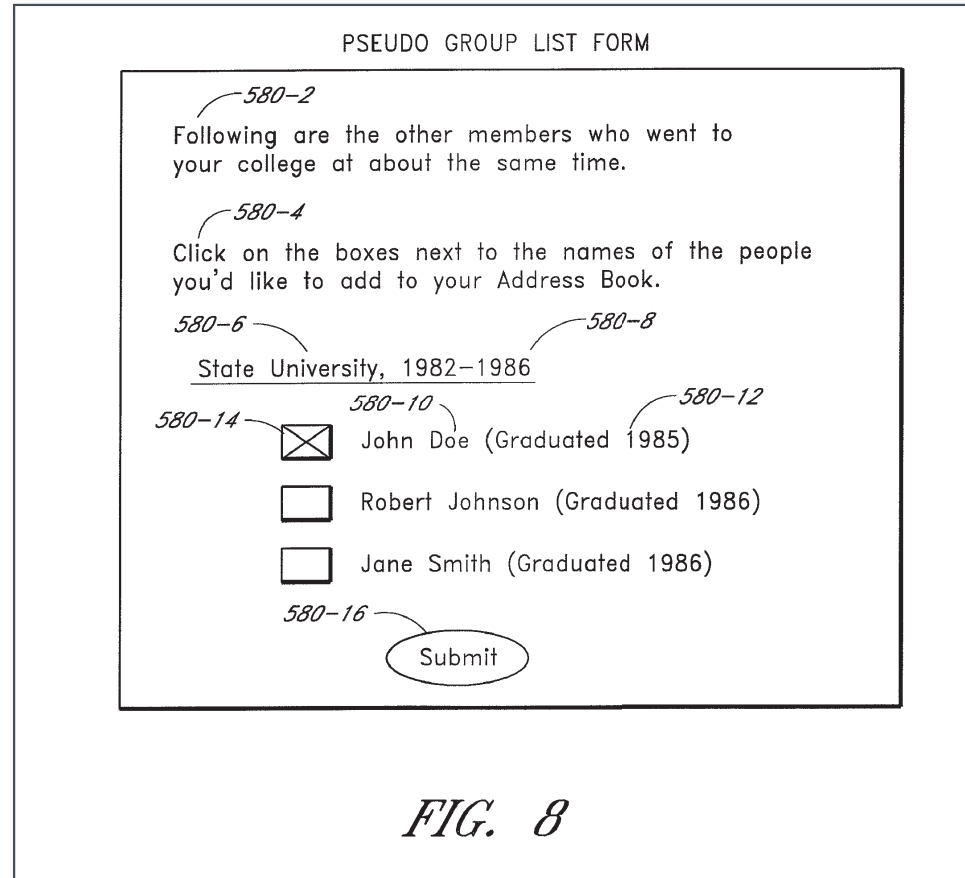 PSEUDO GROUP LIST FORM
580-2
Following are the other members who went to
your college at about the same time.
580-4
Click on the boxes next to the names of the people
you'd like to add to your Address Book.
580-6 580-8
State University, 1982-1986
580-10 580-12
580-14
John Doe (Graduated 1985)
Robert Johnson (Graduated 1986)
Jane Smith (Graduated 1986)
580-16
Submit
FIG. 8